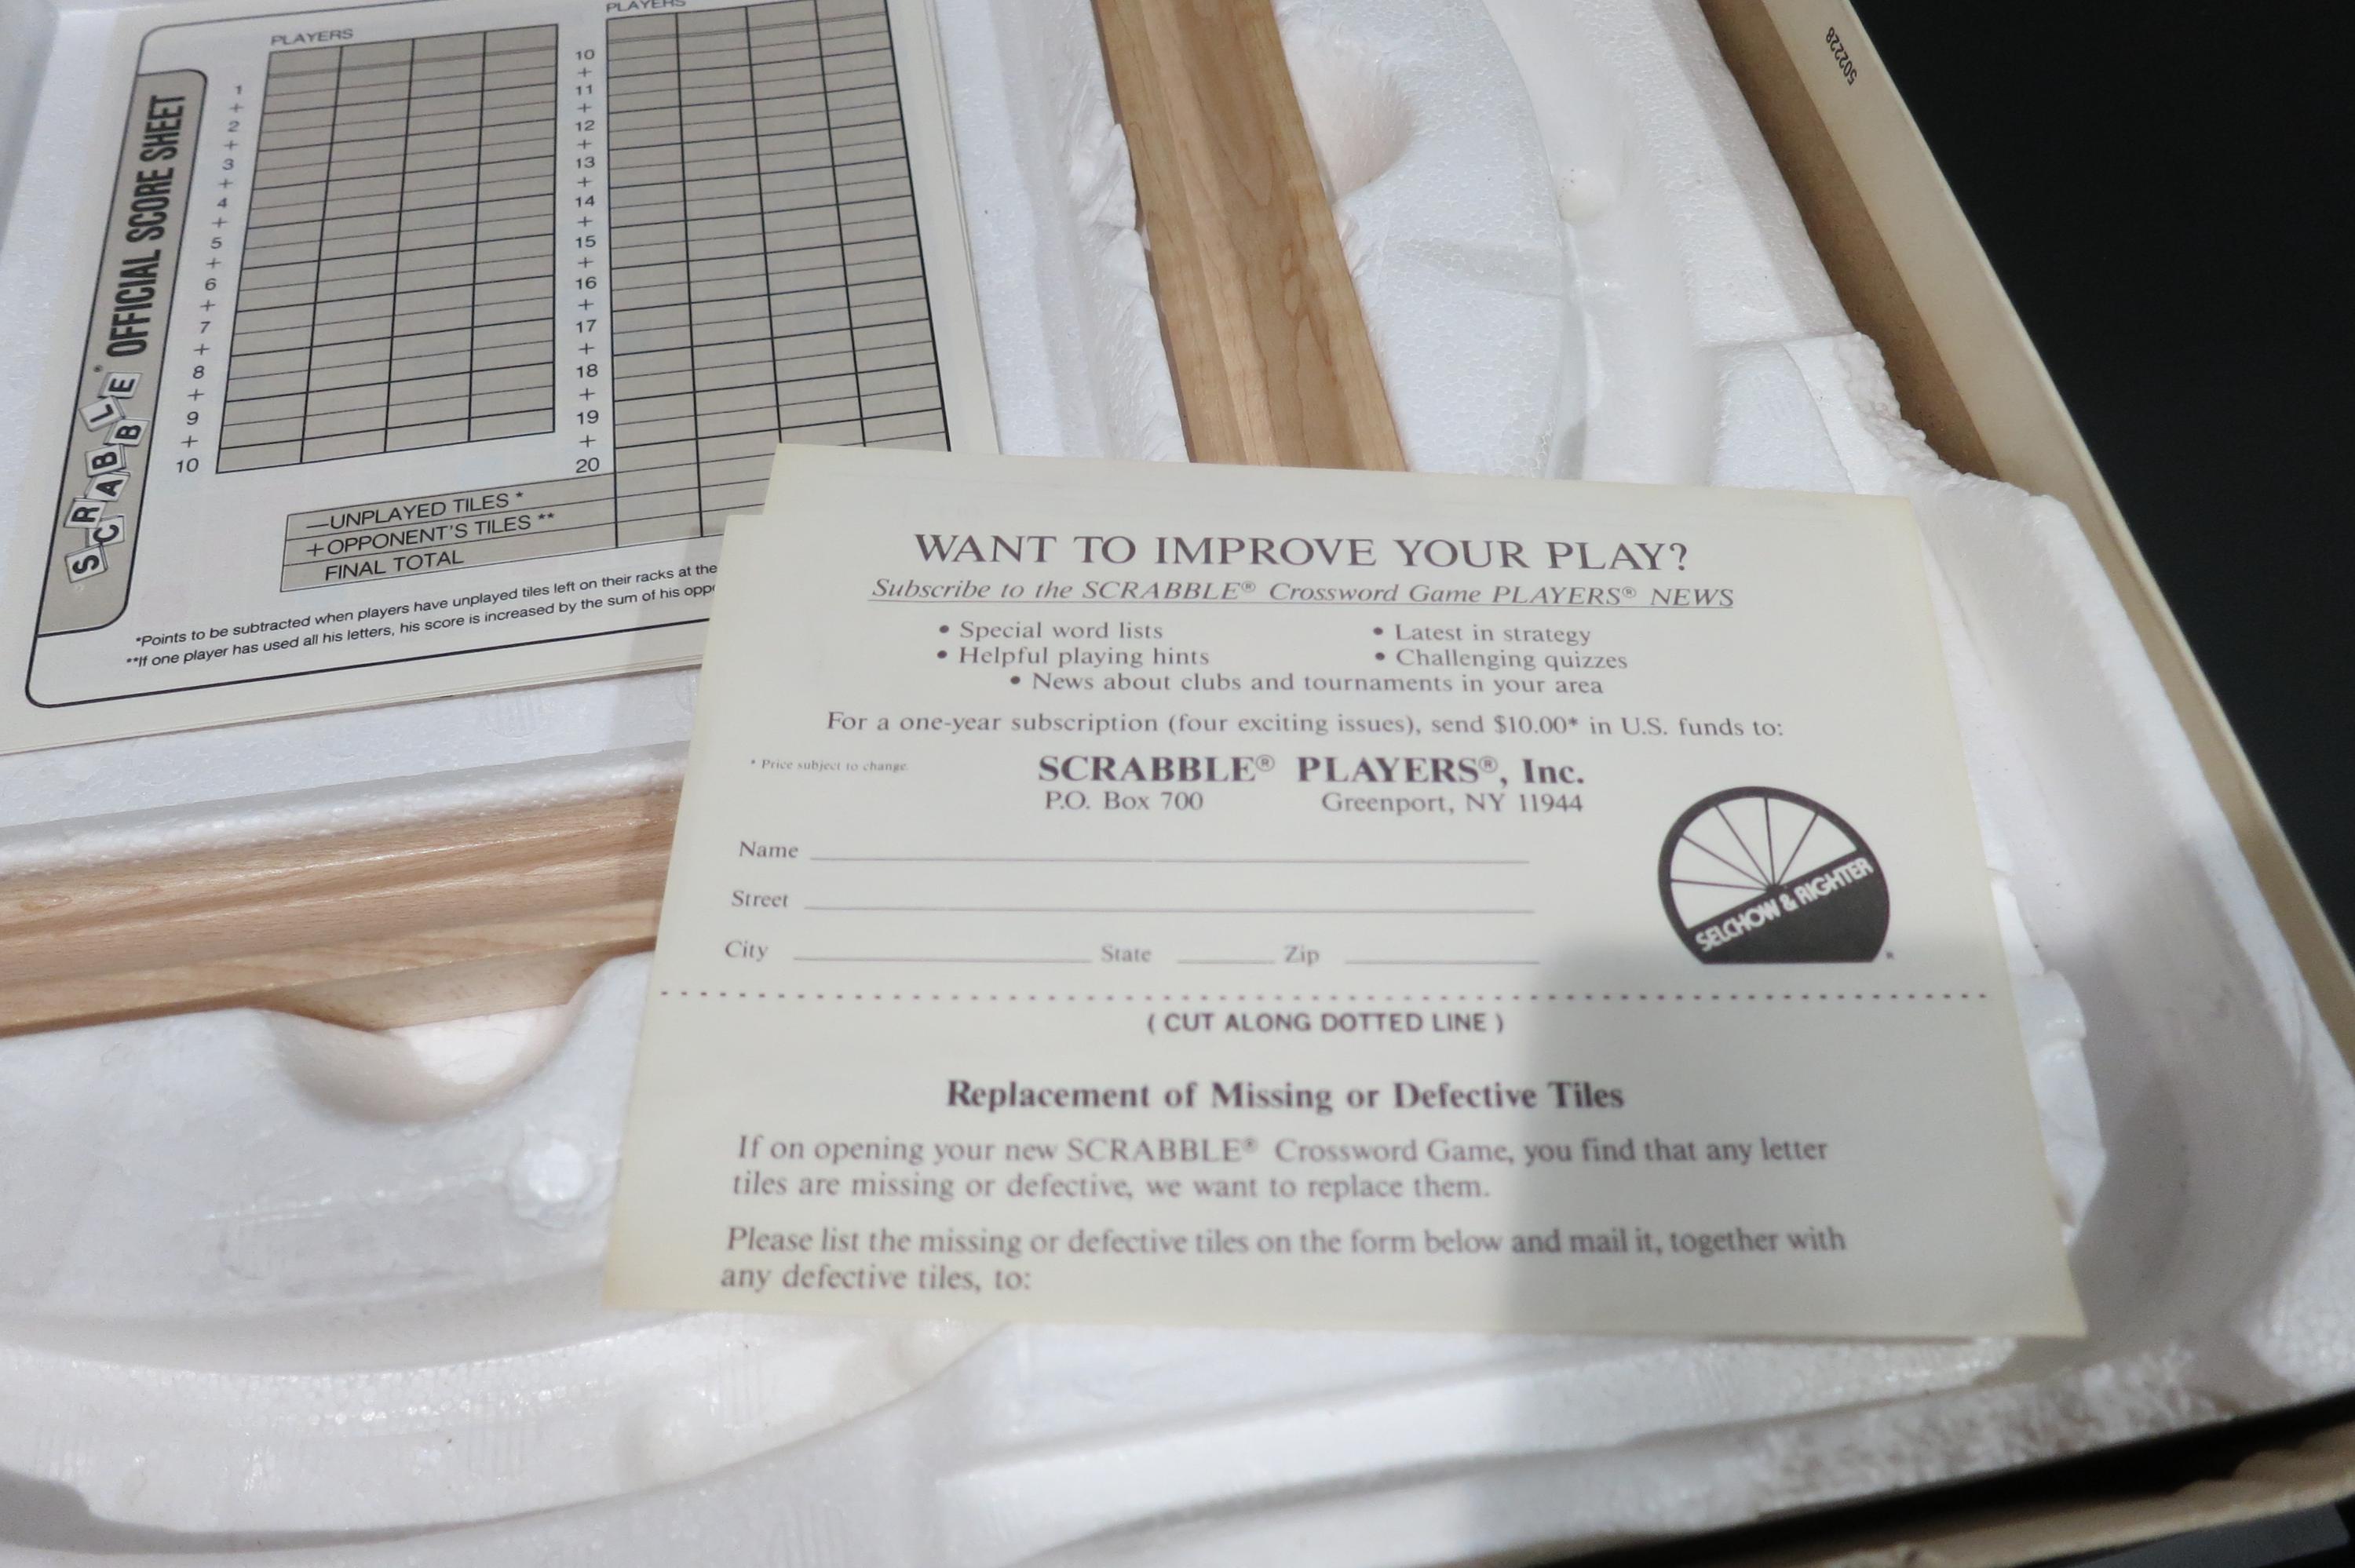 PLAYERS
PLAYERS
SCRABBLE® OFFICIAL SCORE SHEET
1
+
2
+
3
+
4
+
5
+
6
+
7
+
8
+
9
+
10
10
+
11
+
12
+
13
+
14
+
15
+
16
+
17
+
18
+
19
+
20
—UNPLAYED TILES *
+OPPONENT'S TILES **
FINAL TOTAL
*Points to be subtracted when players have unplayed tiles left on their racks at the
**If one player has used all his letters, his score is increased by the sum of his oppo
502228
WANT TO IMPROVE YOUR PLAY?
Subscribe to the SCRABBLE® Crossword Game PLAYERS® NEWS
• Special word lists • Latest in strategy
• Helpful playing hints • Challenging quizzes
• News about clubs and tournaments in your area
For a one-year subscription (four exciting issues), send $10.00* in U.S. funds to:
* Price subject to change.
SCRABBLE® PLAYERS®, Inc.
P.O. Box 700 Greenport, NY 11944
Name
Street
City State Zip
SELCHOW & RIGHTER
(CUT ALONG DOTTED LINE)
Replacement of Missing or Defective Tiles
If on opening your new SCRABBLE® Crossword Game, you find that any letter
tiles are missing or defective, we want to replace them.
Please list the missing or defective tiles on the form below and mail it, together with
any defective tiles, to: